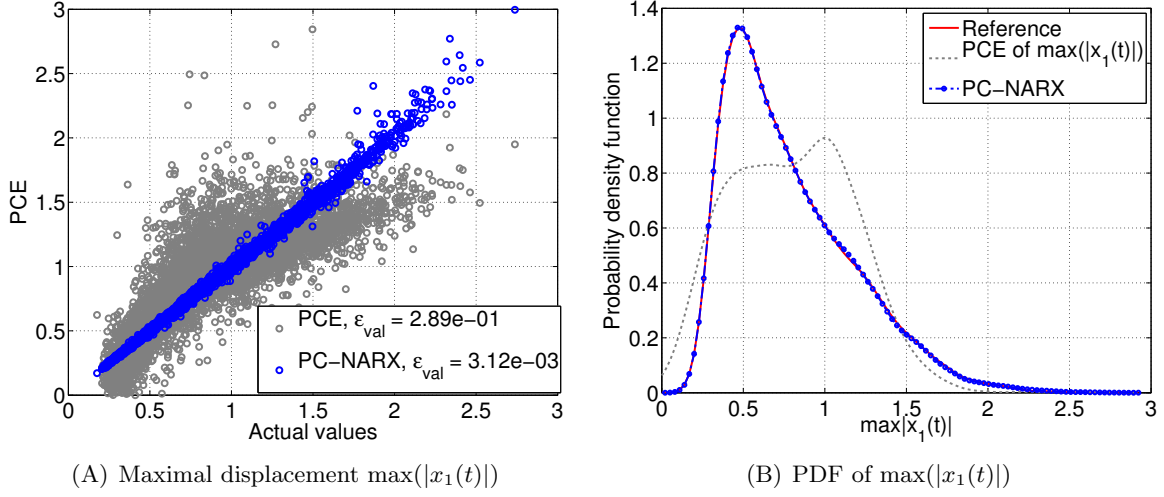 3
2.5
2
1.5
1
0.5
0
PCE
PCE, ε_val = 2.89e−01
PC−NARX, ε_val = 3.12e−03
0 0.5 1 1.5 2 2.5 3
Actual values
(A) Maximal displacement max(|x_1(t)|)
1.4
1.2
1
0.8
0.6
0.4
0.2
0
Probability density function
Reference
PCE of max(|x_1(t)|)
PC−NARX
0 0.5 1 1.5 2 2.5 3
max|x_1(t)|
(B) PDF of max(|x_1(t)|)